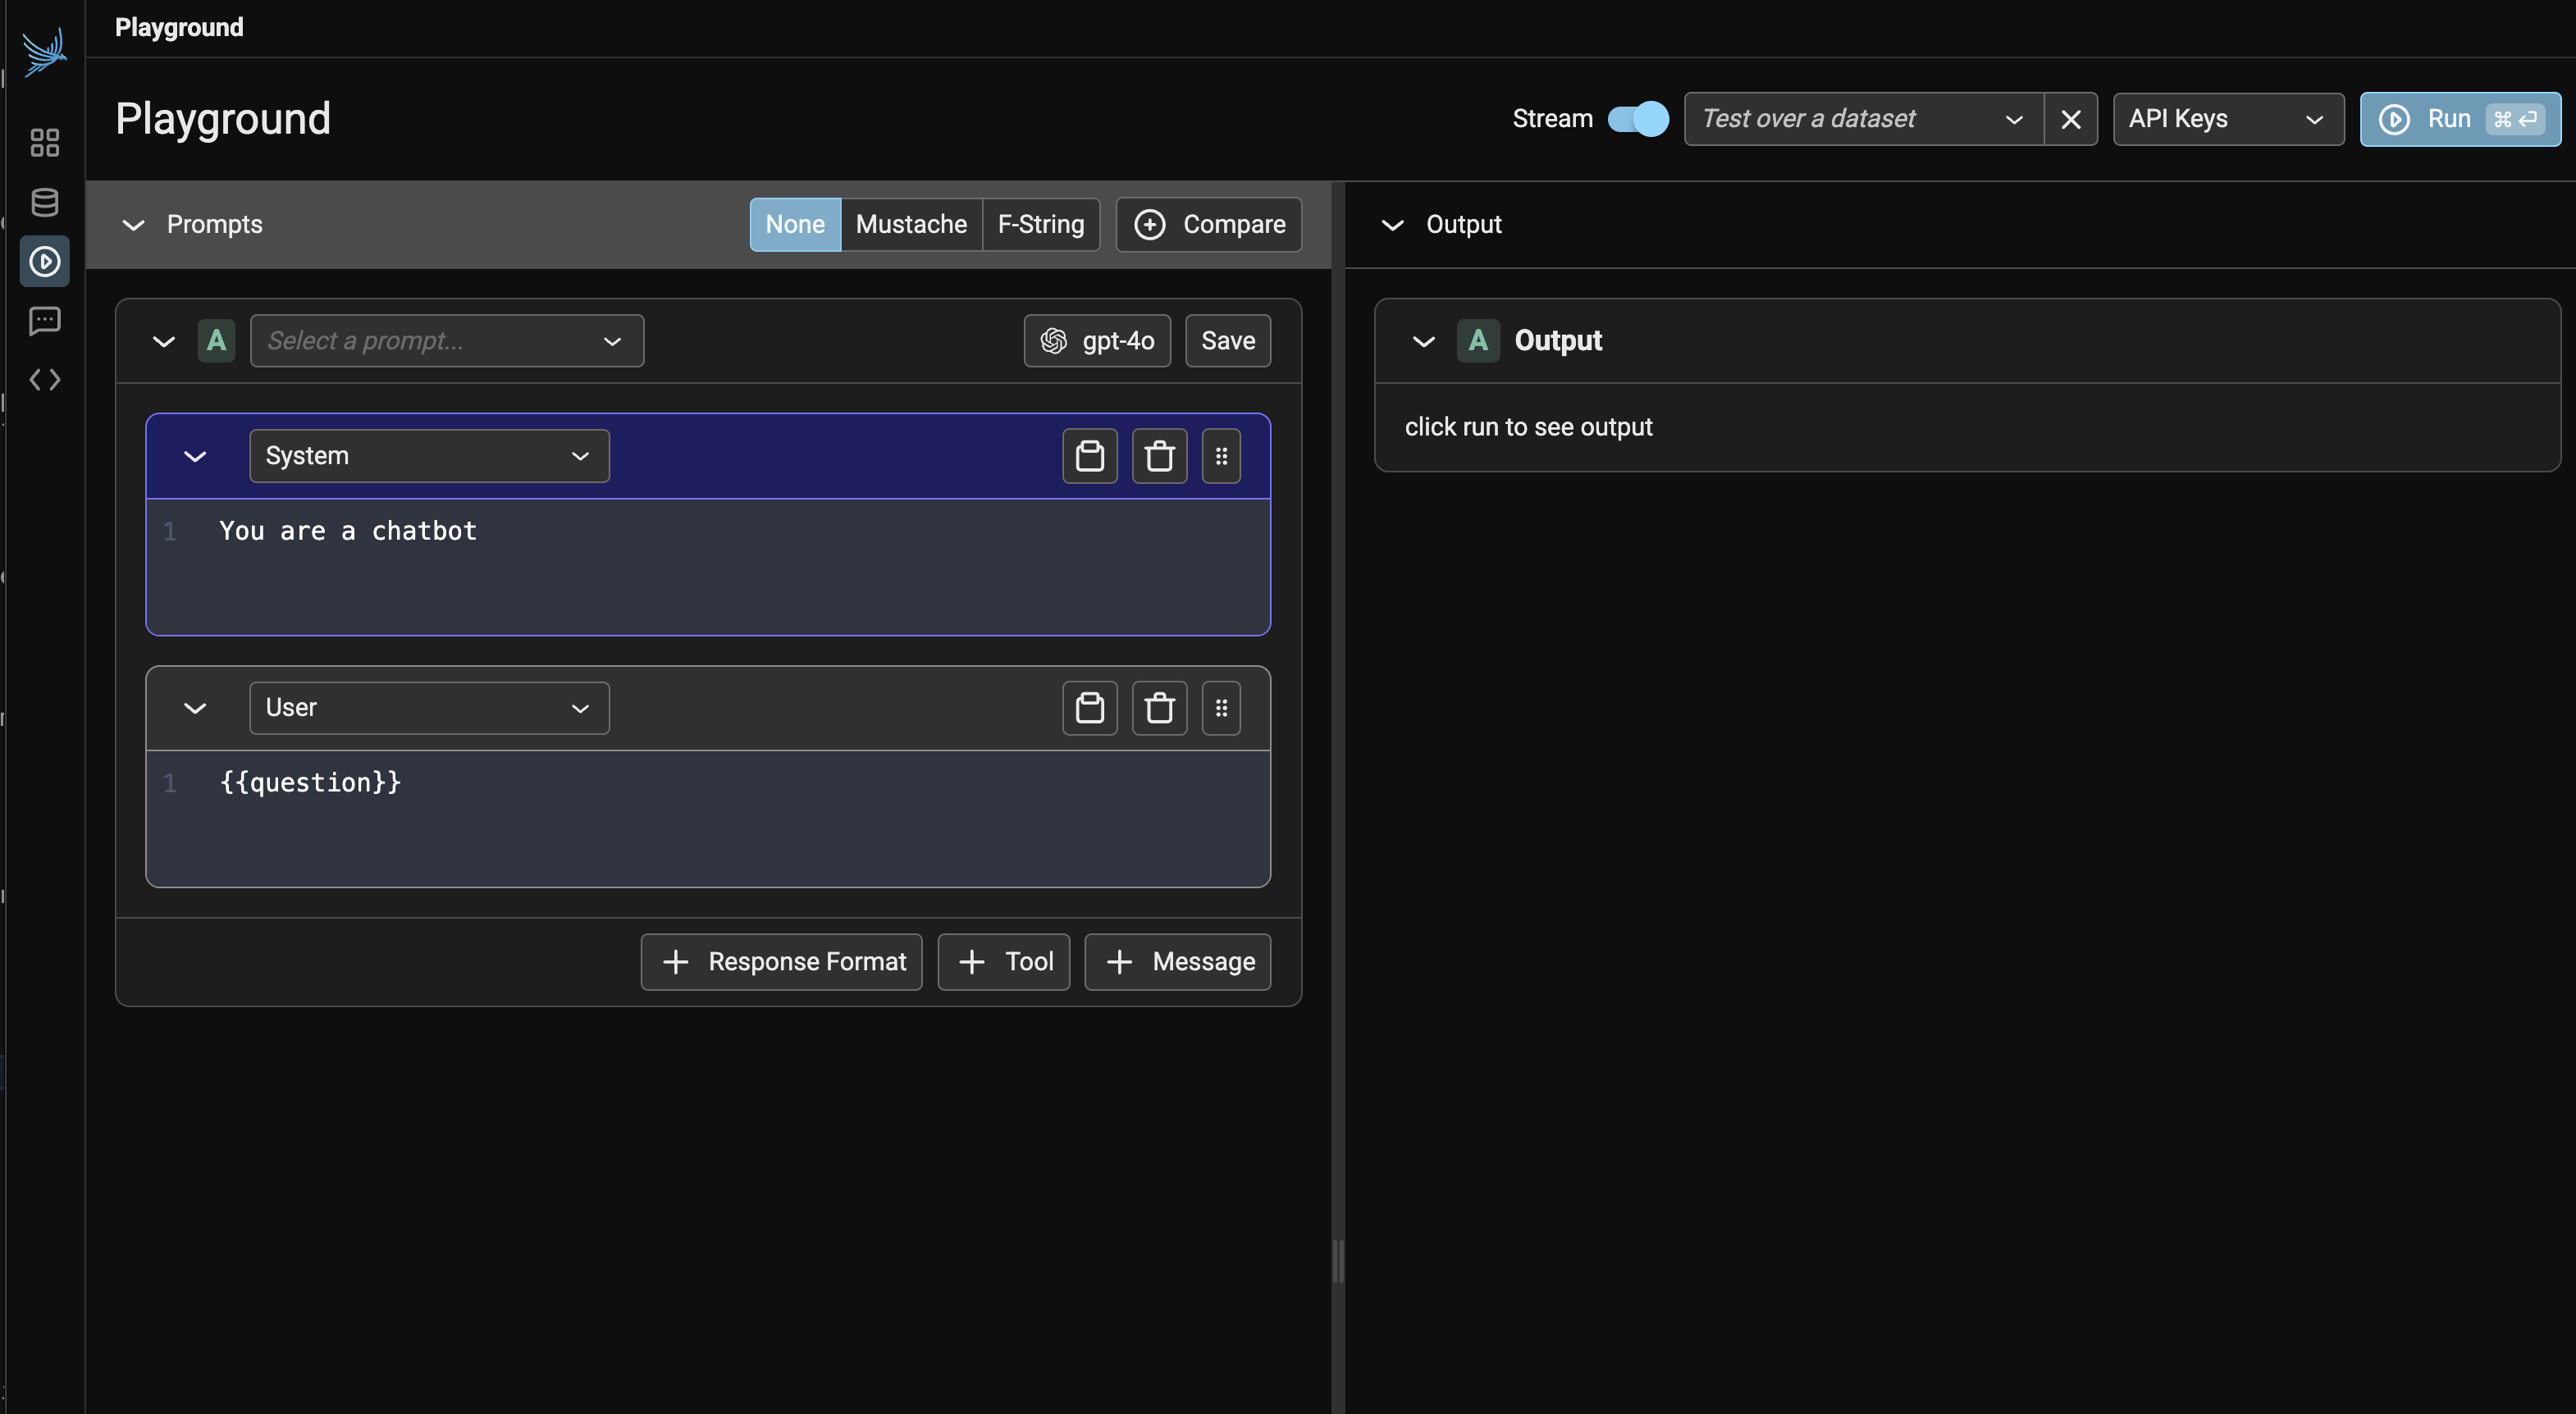 Playground
Playground
Stream
Test over a dataset
API Keys
Run ⌘
Prompts
None
Mustache
F-String
Compare
Output
A
Select a prompt...
gpt-4o
Save
A
Output
click run to see output
System
1 You are a chatbot
User
1 {{question}}
Response Format
Tool
Message